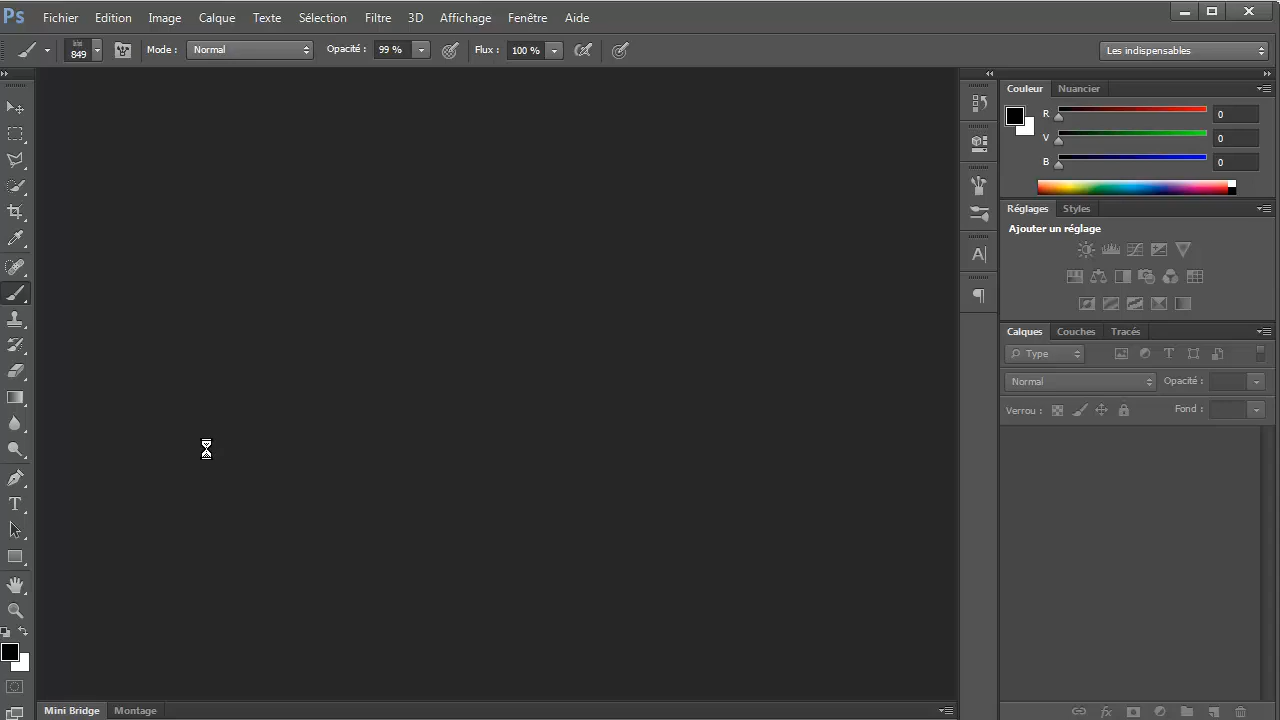 Ps Fichier Edition Image Calque Texte Sélection Filtre 3D Affichage Fenêtre Aide
849 Mode : Normal Opacité : 99 % Flux : 100 % Les indispensables
Couleur Nuancier
R 0
V 0
B 0
Réglages Styles
Ajouter un réglage
Calques Couches Tracés
Type
Normal Opacité :
Verrou : Fond :
Mini Bridge Montage